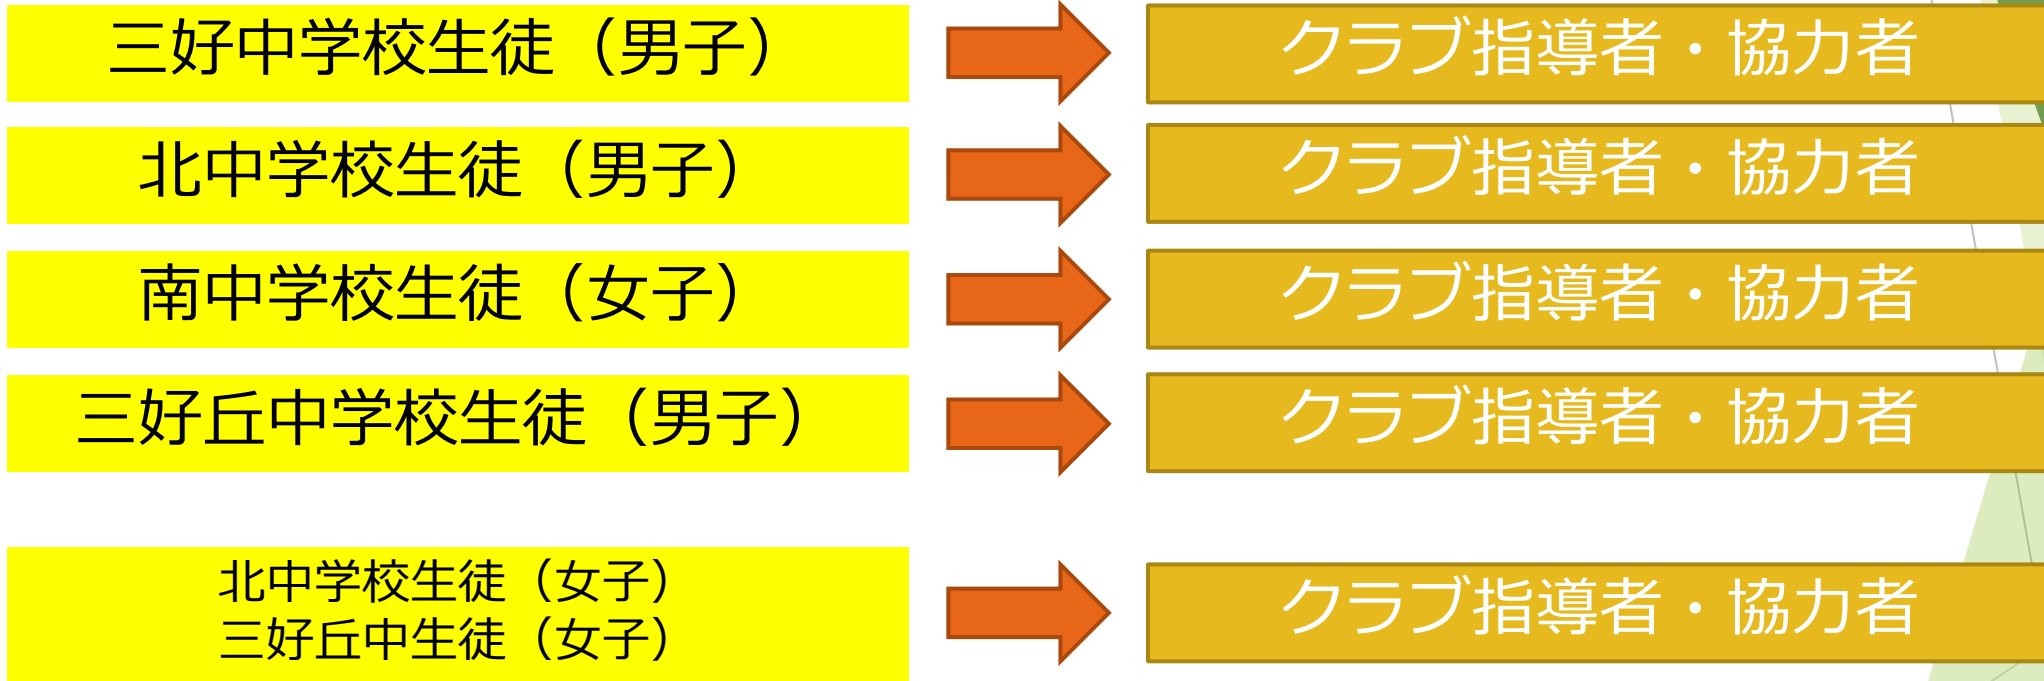 三好中学校生徒（男子）
クラブ指導者・協力者
北中学校生徒（男子）
クラブ指導者・協力者
南中学校生徒（女子）
クラブ指導者・協力者
三好丘中学校生徒（男子）
クラブ指導者・協力者
北中学校生徒（女子）
三好丘中生徒（女子）
クラブ指導者・協力者